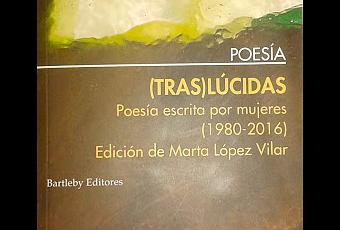 POESÍA
(TRAS)LÚCIDAS
Poesía escrita por mujeres
(1980-2016)
Edición de Marta López Vilar
Bartleby Editores